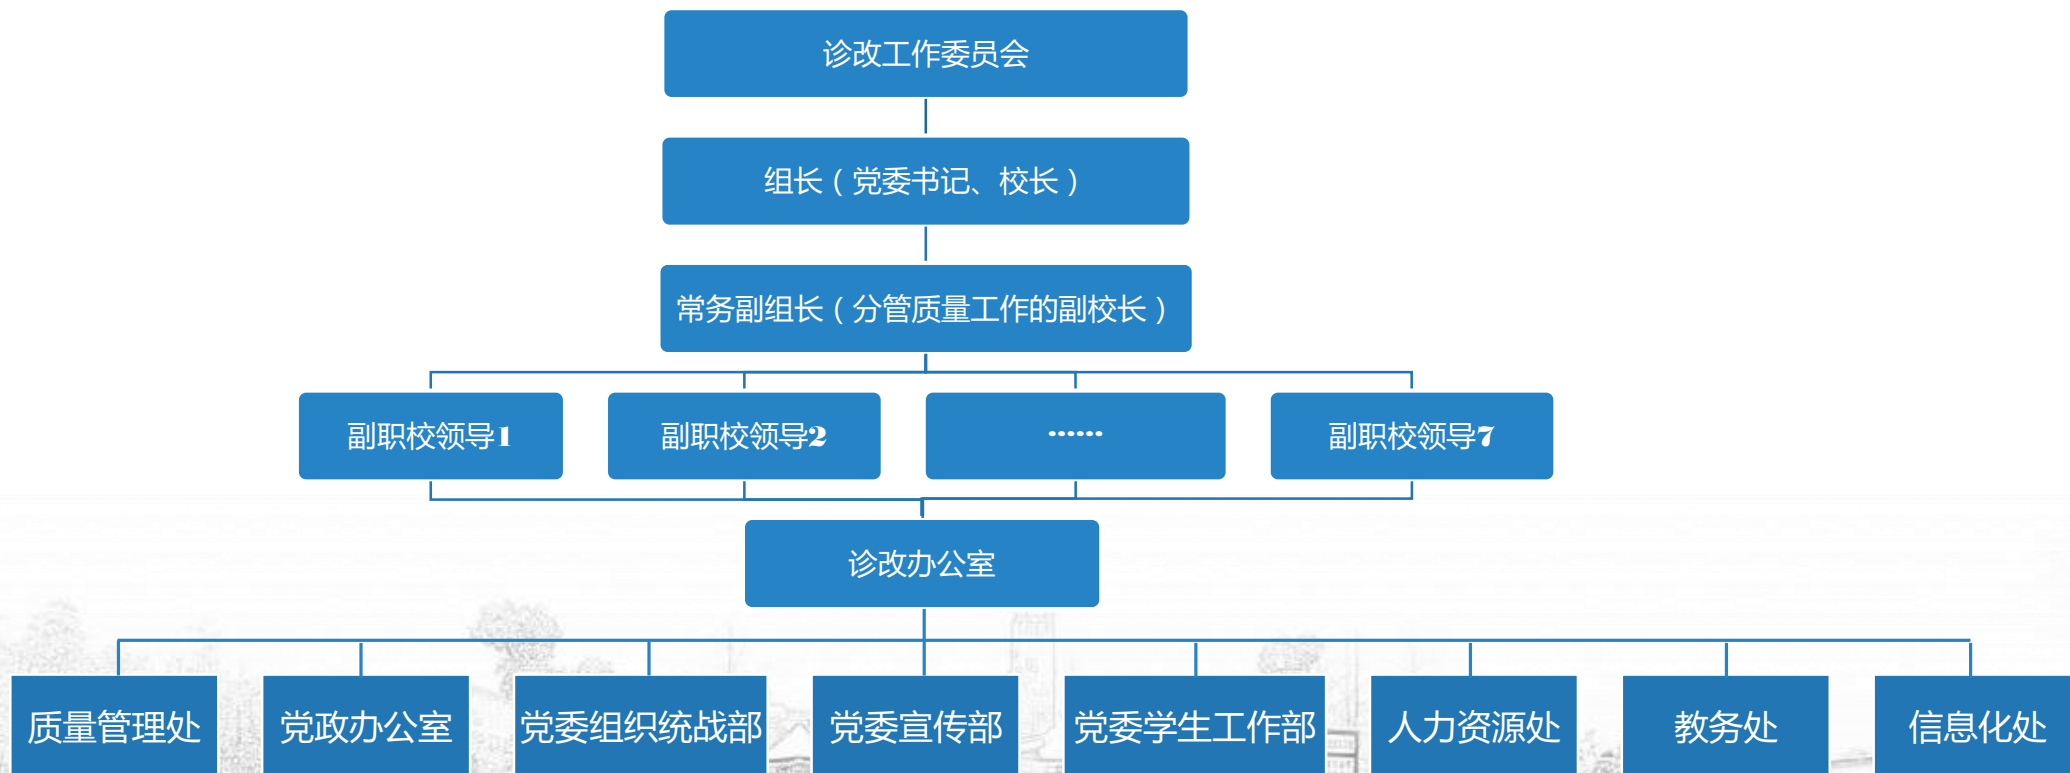 诊改工作委员会
组长（党委书记、校长）
常务副组长（分管质量工作的副校长）
副职校领导1
副职校领导2
……
副职校领导7
诊改办公室
质量管理处
党政办公室
党委组织统战部
党委宣传部
党委学生工作部
人力资源处
教务处
信息化处